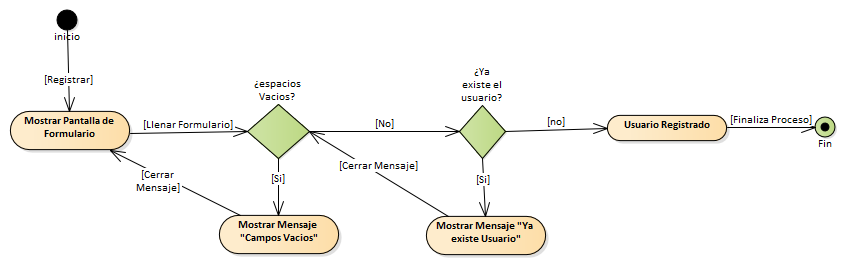 inicio
[Registrar]
Mostrar Pantalla de
Formulario
[Llenar Formulario]
¿espacios
Vacios?
[No]
¿Ya
existe el
usuario?
[no]
Usuario Registrado
[Finaliza Proceso]
Fin
[Cerrar
Mensaje]
[Si]
[Cerrar Mensaje]
[Si]
Mostrar Mensaje
"Campos Vacios"
Mostrar Mensaje "Ya
existe Usuario"